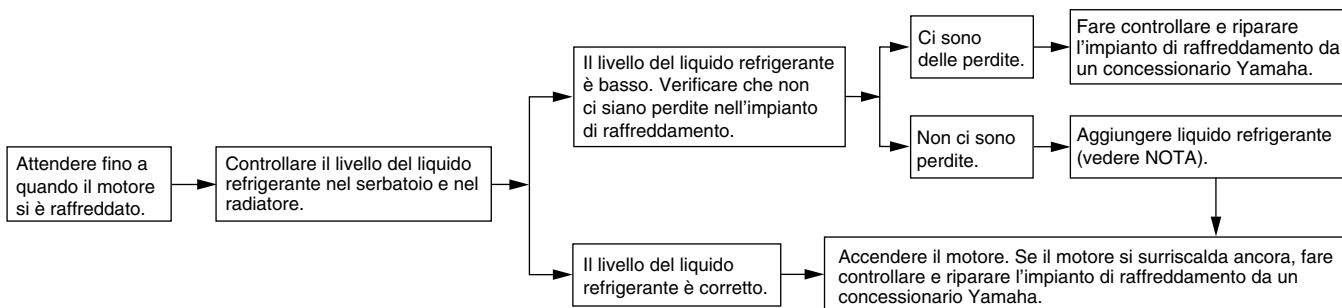 Attendere fino a
quando il motore
si è raffreddato.
Controllare il livello del liquido
refrigerante nel serbatoio e nel
radiatore.
Il livello del liquido refrigerante
è basso. Verificare che non
ci siano perdite nell’impianto
di raffreddamento.
Ci sono
delle perdite.
Fare controllare e riparare
l’impianto di raffreddamento da
un concessionario Yamaha.
Non ci sono
perdite.
Aggiungere liquido refrigerante
(vedere NOTA).
Il livello del liquido
refrigerante è corretto.
Accendere il motore. Se il motore si surriscalda ancora, fare
controllare e riparare l’impianto di raffreddamento da un
concessionario Yamaha.